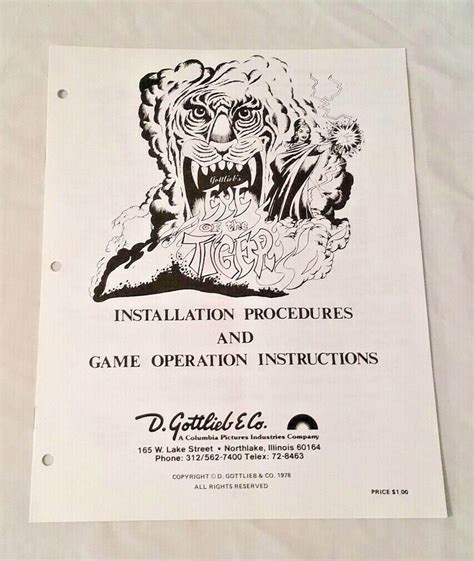 Gottlieb's
EYE
of the
TIGER
INSTALLATION PROCEDURES
AND
GAME OPERATION INSTRUCTIONS
D. Gottlieb & Co.
A Columbia Pictures Industries Company
165 W. Lake Street • Northlake, Illinois 60164
Phone: 312/562-7400 Telex: 72-8463
COPYRIGHT © D. GOTTLIEB & CO. 1978
ALL RIGHTS RESERVED
PRICE $1.00